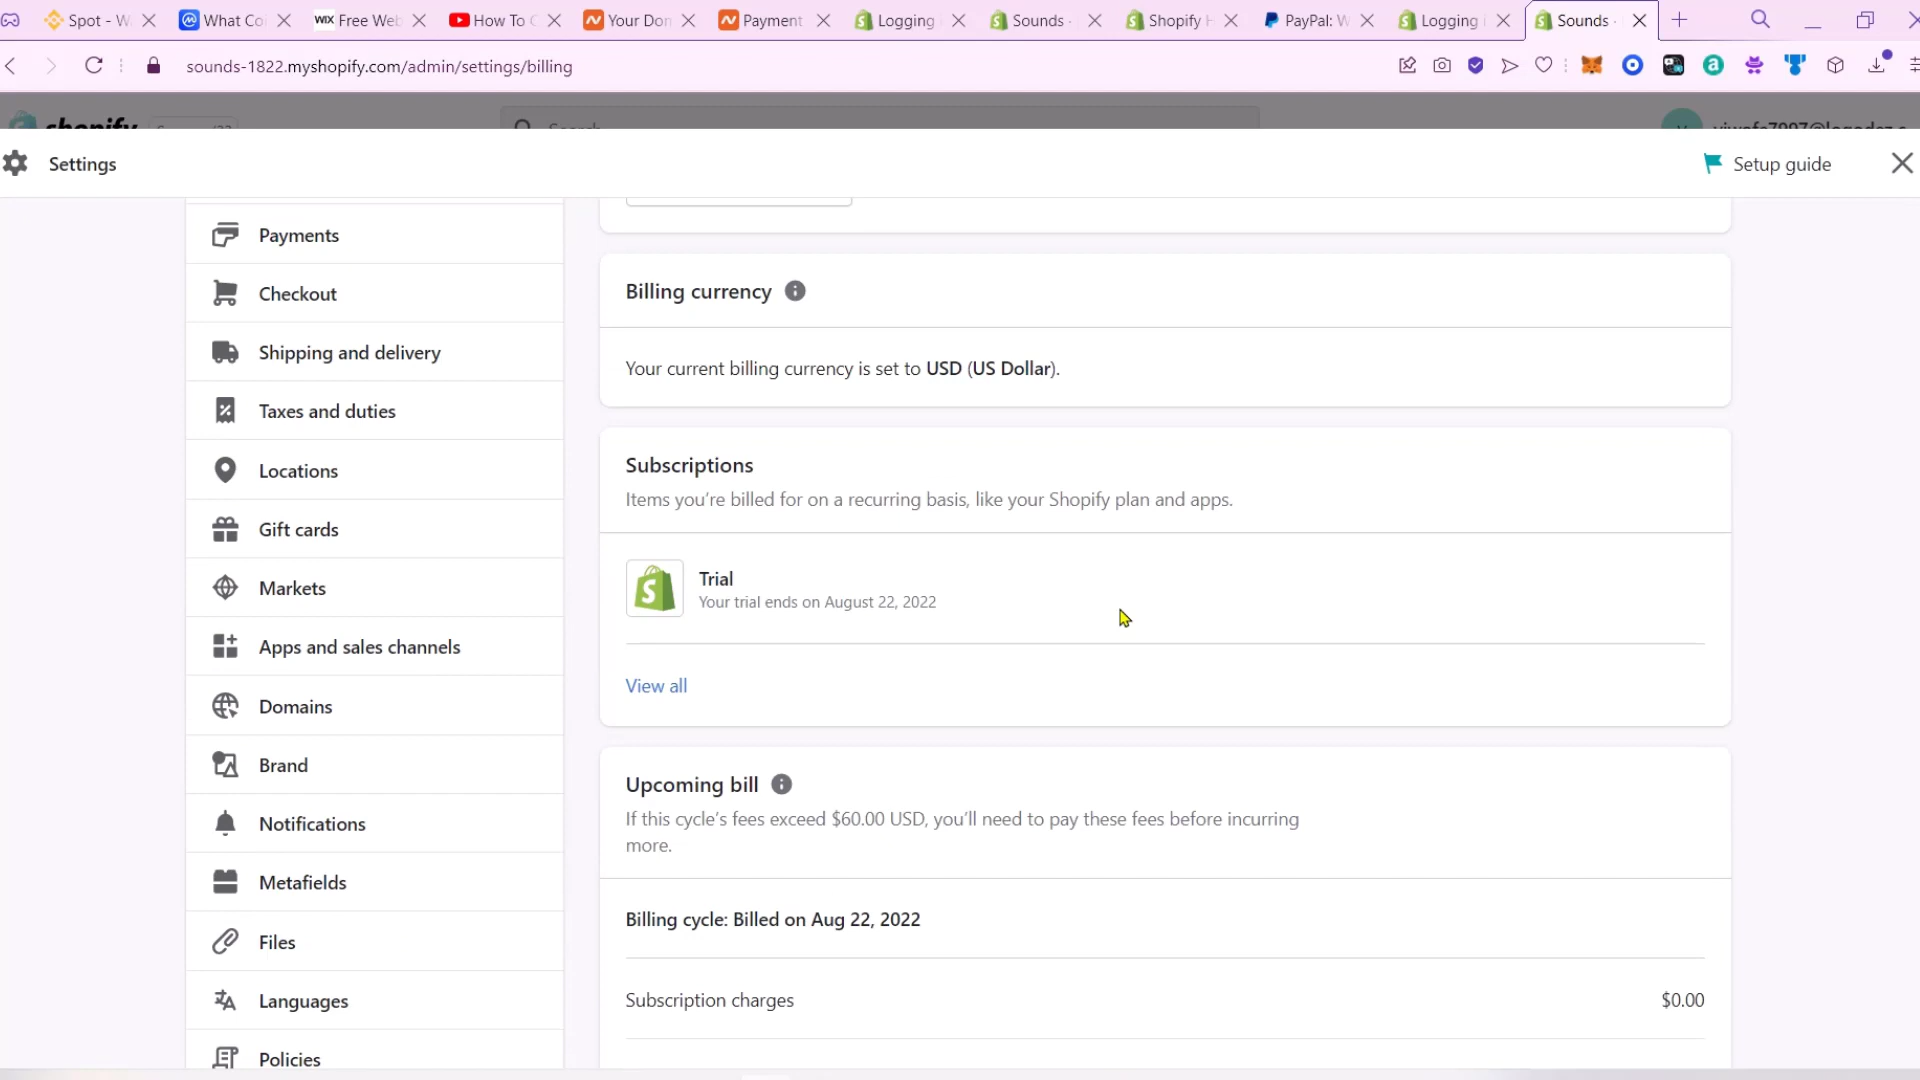 Spot - W
What Coi
WIX Free Web
How To C
Your Don
Payment
Logging
Sounds -
Shopify H
PayPal: W
Logging i
Sounds -
sounds-1822.myshopify.com/admin/settings/billing
shopify
Search
Settings
Setup guide
Payments
Checkout
Shipping and delivery
Taxes and duties
Locations
Gift cards
Markets
Apps and sales channels
Domains
Brand
Notifications
Metafields
Files
Languages
Policies
Billing currency
Your current billing currency is set to USD (US Dollar).
Subscriptions
Items you're billed for on a recurring basis, like your Shopify plan and apps.
Trial
Your trial ends on August 22, 2022
View all
Upcoming bill
If this cycle's fees exceed $60.00 USD, you'll need to pay these fees before incurring
more.
Billing cycle: Billed on Aug 22, 2022
Subscription charges
$0.00